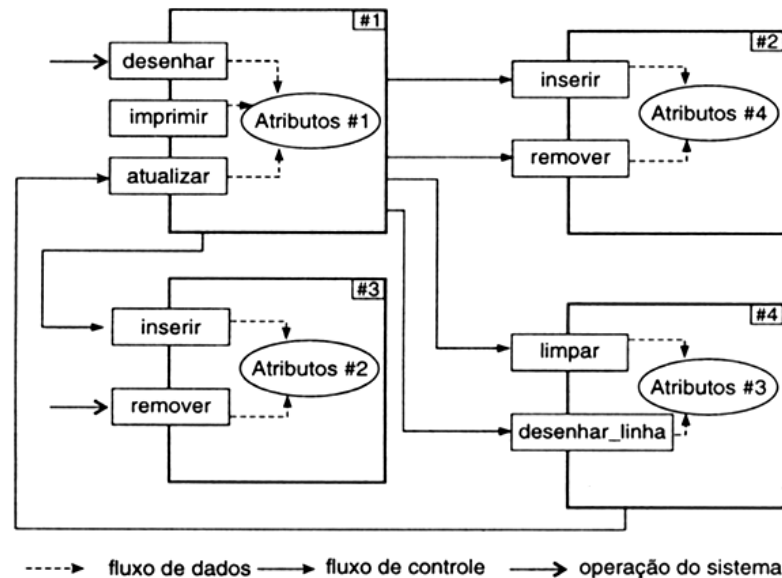 #1
desenhar
imprimir
atualizar
Atributos #1
#2
inserir
remover
Atributos #4
#3
inserir
remover
Atributos #2
#4
limpar
desenhar_linha
Atributos #3
fluxo de dados
fluxo de controle
operação do sistema